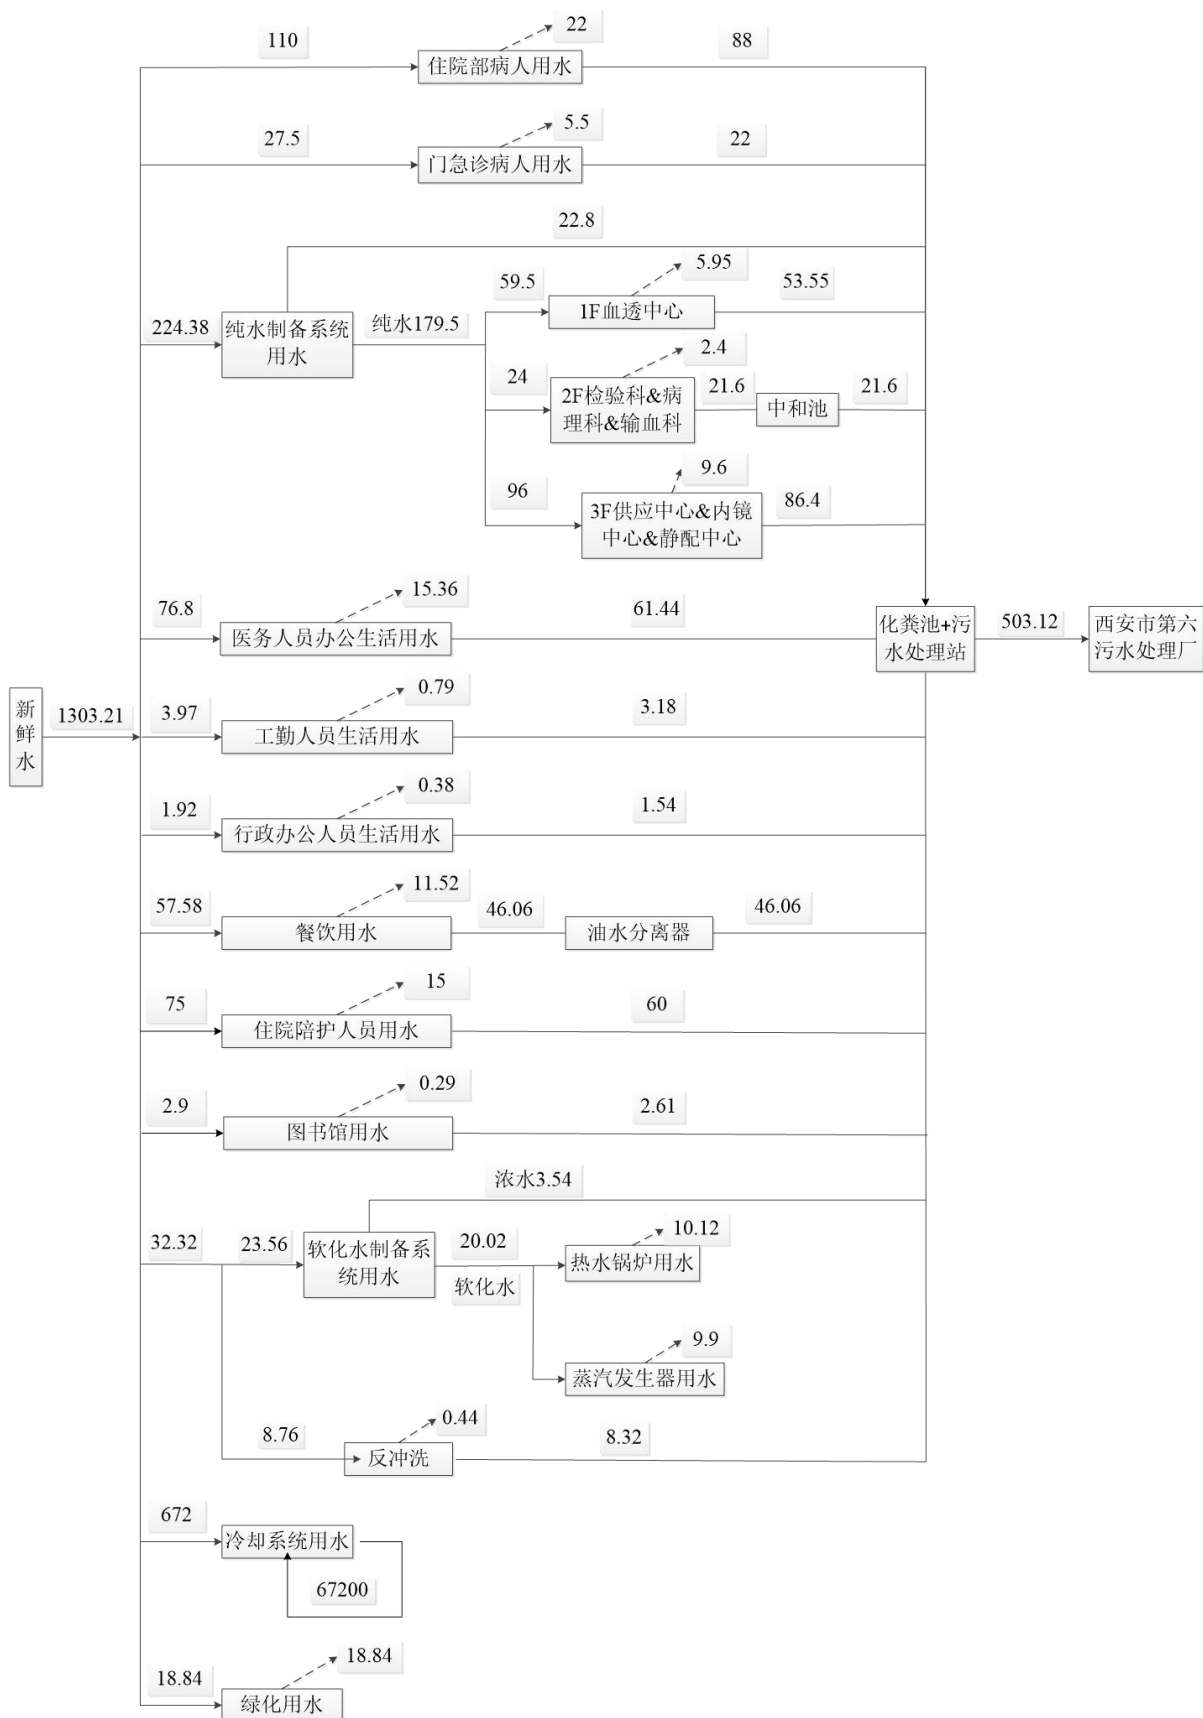 110
22
88
住院部病人用水
27.5
5.5
22
门急诊病人用水
22.8
224.38
纯水制备系统
用水
纯水179.5
59.5
5.95
53.55
1F血透中心
24
2.4
2F检验科&病
理科&输血科
21.6
中和池
21.6
96
9.6
3F供应中心&内镜
中心&静配中心
86.4
76.8
15.36
医务人员办公生活用水
61.44
化粪池+污
水处理站
503.12
西安市第六
污水处理厂
新
鲜
水
1303.21
3.97
0.79
工勤人员生活用水
3.18
1.92
0.38
行政办公人员生活用水
1.54
57.58
11.52
餐饮用水
46.06
油水分离器
46.06
75
15
住院陪护人员用水
60
2.9
0.29
图书馆用水
2.61
浓水3.54
32.32
23.56
软化水制备系
统用水
20.02
软化水
10.12
热水锅炉用水
9.9
蒸汽发生器用水
8.76
0.44
反冲洗
8.32
672
冷却系统用水
67200
18.84
18.84
绿化用水